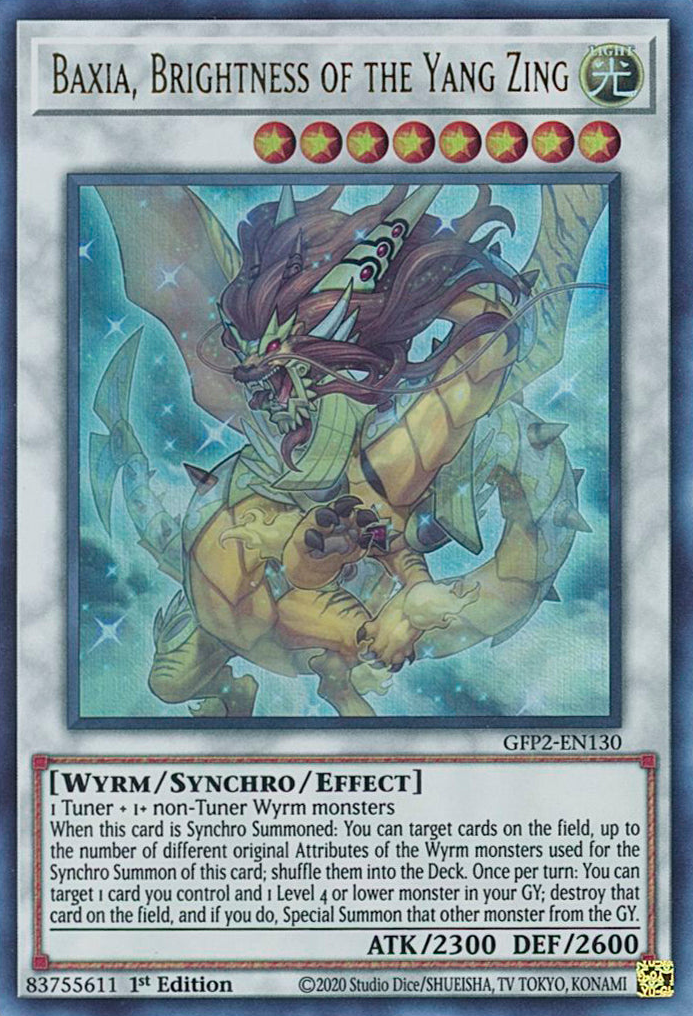 BAXIA, BRIGHTNESS OF THE YANG ZING
LIGHT
光
GFP2-EN130
[WYRM/SYNCHRO/EFFECT]
1 Tuner + 1+ non-Tuner Wyrm monsters
When this card is Synchro Summoned: You can target cards on the field, up to
the number of different original Attributes of the Wyrm monsters used for the
Synchro Summon of this card; shuffle them into the Deck. Once per turn: You can
target 1 card you control and 1 Level 4 or lower monster in your GY; destroy that
card on the field, and if you do, Special Summon that other monster from the GY.
ATK/2300 DEF/2600
83755611 1st Edition
©2020 Studio Dice/SHUEISHA, TV TOKYO, KONAMI